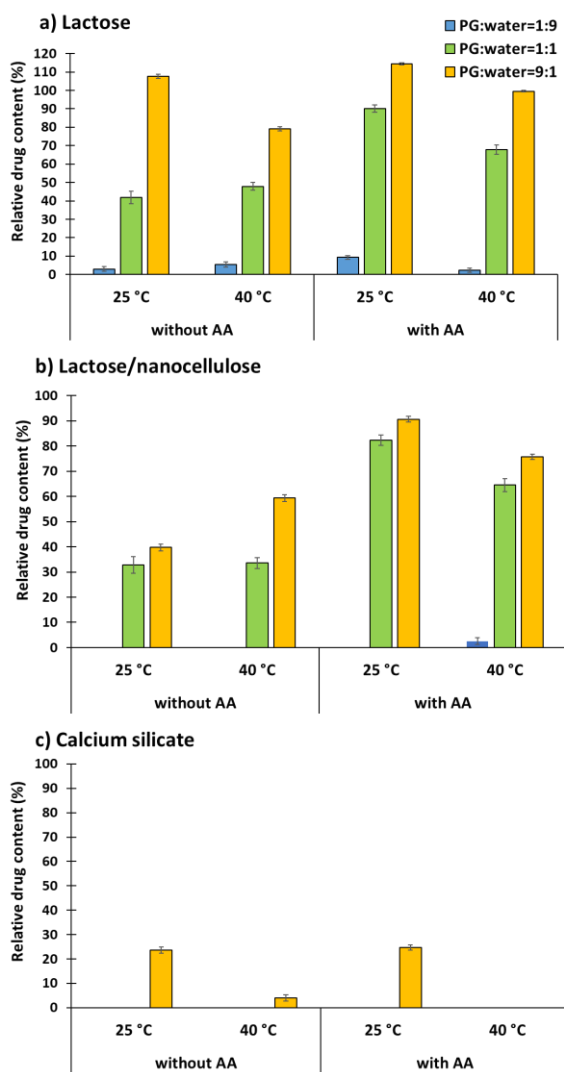 a) Lactose
PG:water=1:9
PG:water=1:1
PG:water=9:1
Relative drug content (%)
120
110
100
90
80
70
60
50
40
30
20
10
0
25 °C 40 °C 25 °C 40 °C
without AA with AA
b) Lactose/nanocellulose
Relative drug content (%)
100
90
80
70
60
50
40
30
20
10
0
25 °C 40 °C 25 °C 40 °C
without AA with AA
c) Calcium silicate
Relative drug content (%)
100
90
80
70
60
50
40
30
20
10
0
25 °C 40 °C 25 °C 40 °C
without AA with AA